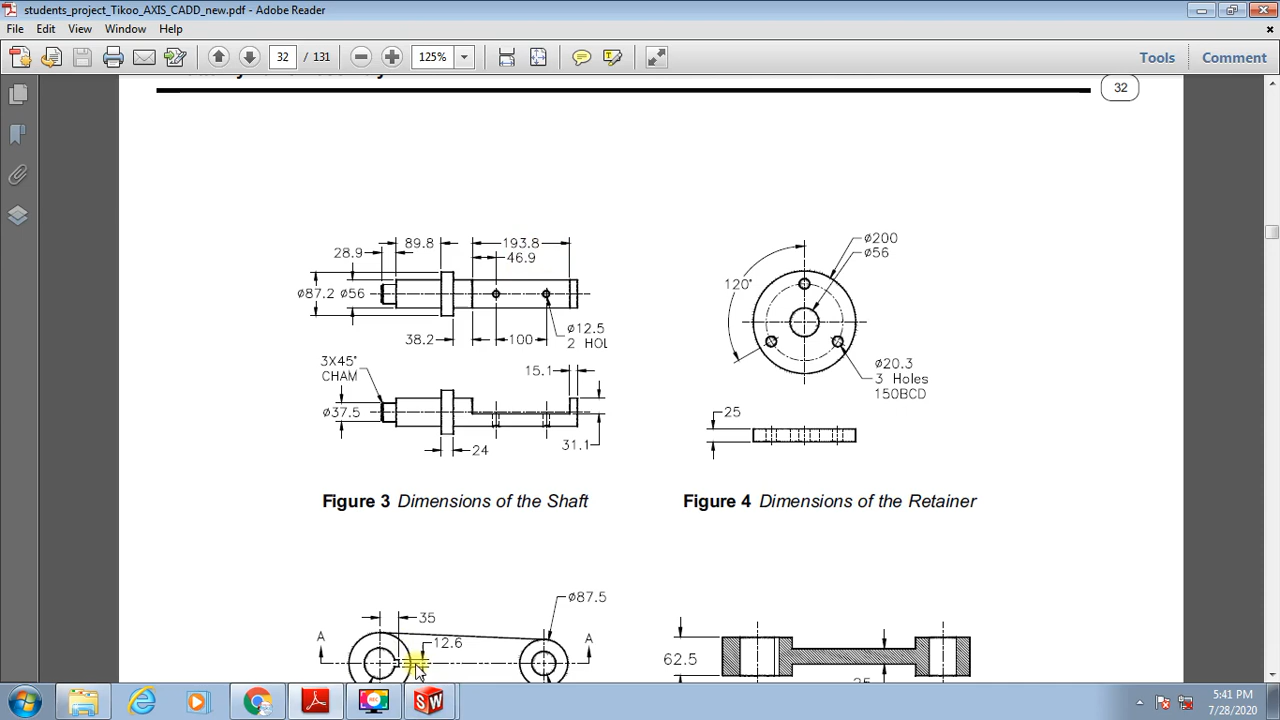 students_project_Tikoo_AXIS_CADD_new.pdf - Adobe Reader
File Edit View Window Help
32 / 131 125% Tools Comment
32
89.8 193.8
28.9 46.9
ø87.2 ø56
ø12.5
2 HOL
38.2 100
3X45°
CHAM
15.1
ø37.5
31.1
24
Figure 3 Dimensions of the Shaft
ø200
ø56
120°
ø20.3
3 Holes
150BCD
25
Figure 4 Dimensions of the Retainer
ø87.5
35
A A
12.6
62.5
5:41 PM
7/28/2020